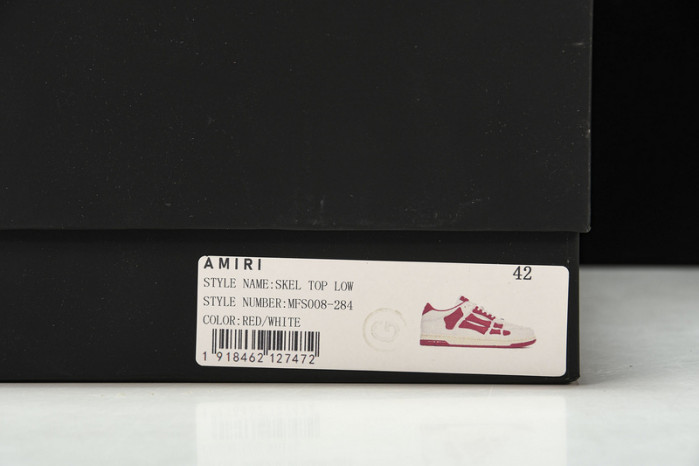 AMIRI
42
STYLE NAME:SKEL TOP LOW
STYLE NUMBER:MFS008-284
COLOR:RED/WHITE
1 918462 127472